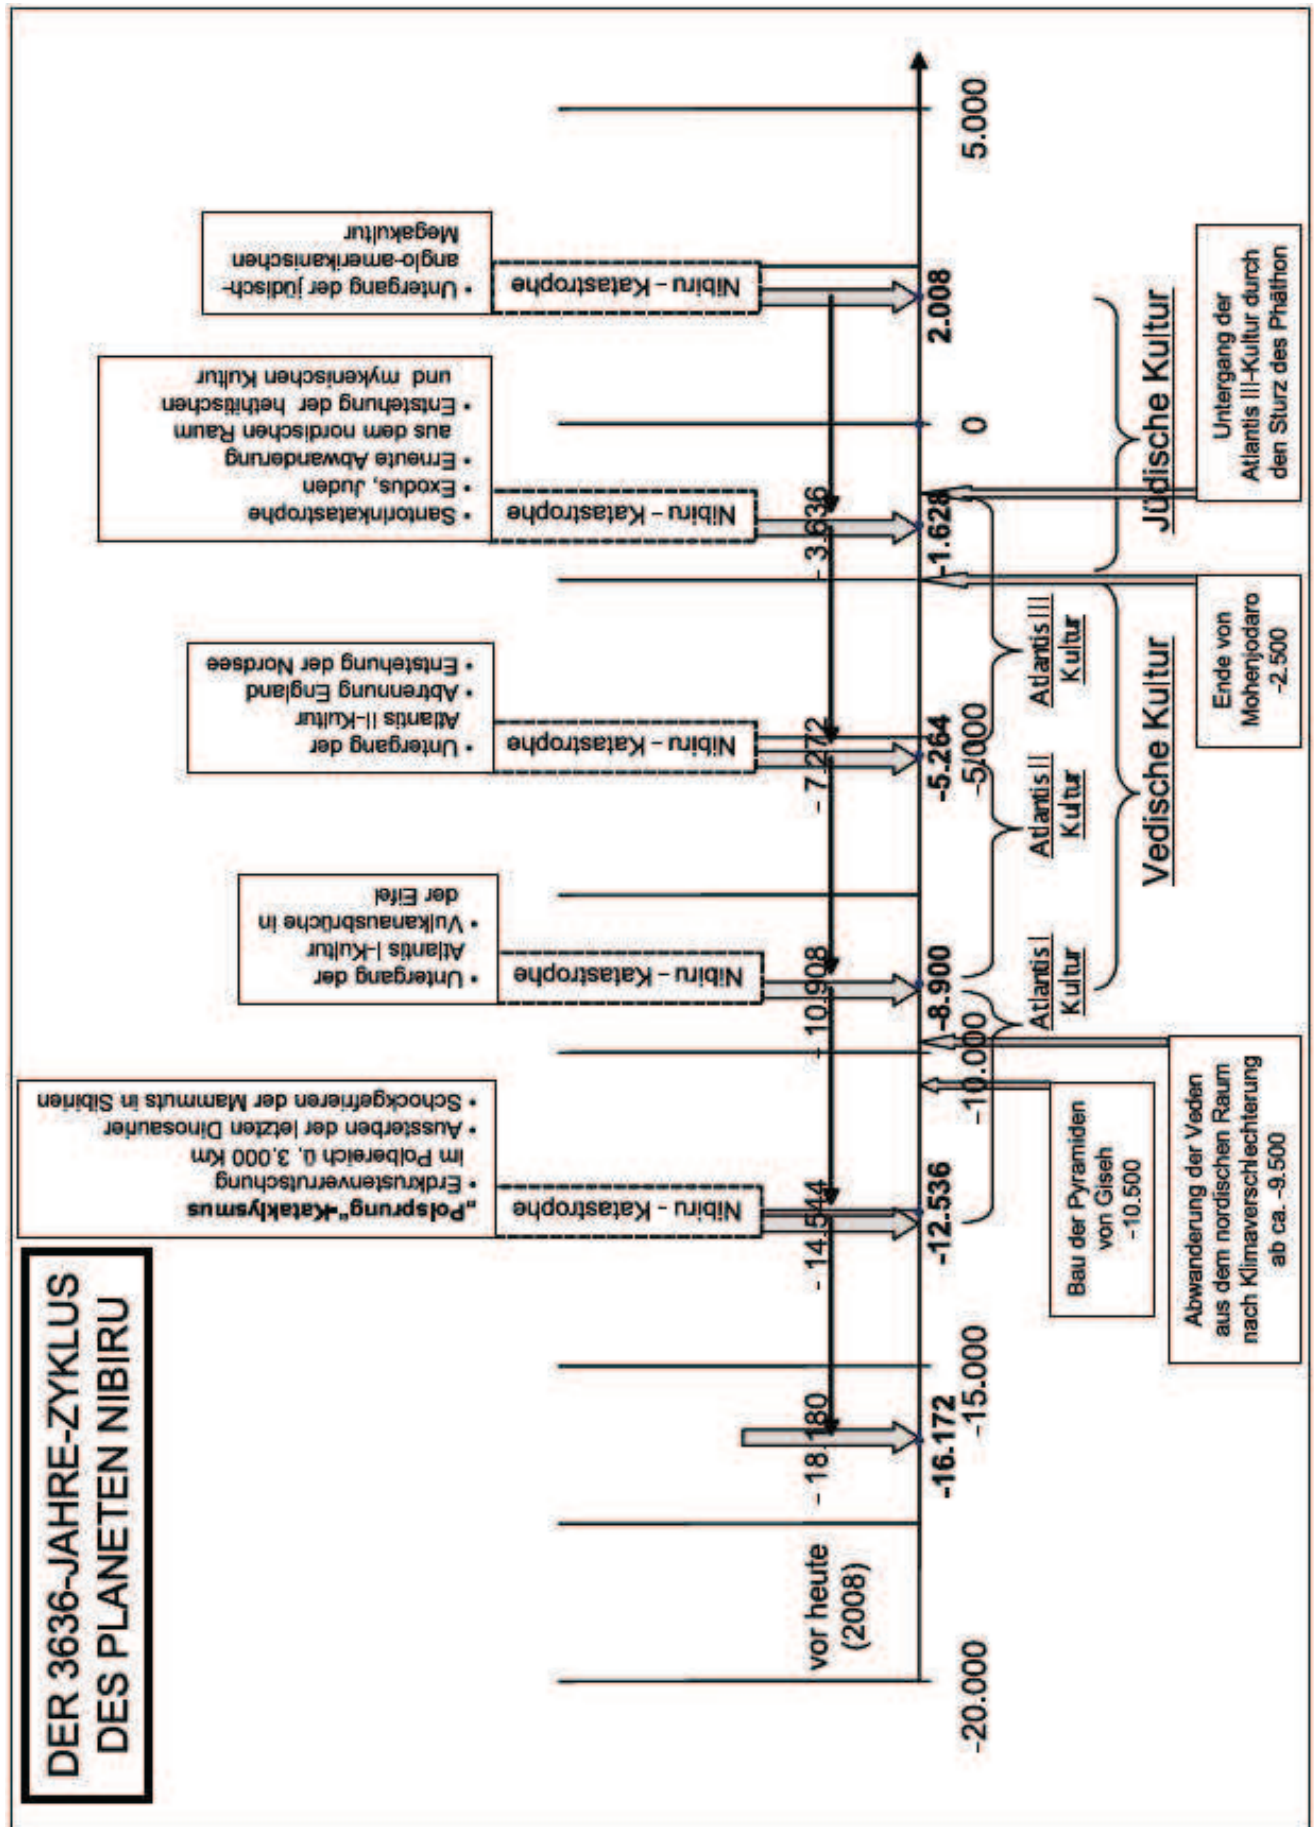 DER 3636-JAHRE-ZYKLUS
DES PLANETEN NIBIRU
„Polsprung“-Kataklysmus
• Erdkrustenverrutschung
im Polbereich ü. 3.000 Km
• Aussterben der letzten Dinosaurier
• Schockgefrieren der Mammuts in Sibirien
Nibiru – Katastrophe
• Untergang der
Atlantis I-Kultur
• Vulkanausbrüche in
der Eifel
Nibiru – Katastrophe
• Untergang der
Atlantis II-Kultur
• Abtrennung England
• Entstehung der Nordsee
Nibiru – Katastrophe
• Santorinkatastrophe
• Exodus, Juden
• Erneute Abwanderung
aus dem nordischen Raum
• Entstehung der hethitischen
und mykenischen Kultur
Nibiru – Katastrophe
• Untergang der jüdisch-
anglo-amerikanischen
Megakultur
Nibiru – Katastrophe
vor heute
(2008)
- 18.180
- 14.544
- 10.908
- 7.272
- 3.636
-16.172
-12.536
-8.900
-5.264
-1.628
2.008
-20.000
-15.000
-10.000
-5.000
0
5.000
Atlantis I
Kultur
Atlantis II
Kultur
Atlantis III
Kultur
Vedische Kultur
Jüdische Kultur
Bau der Pyramiden
von Giseh
-10.500
Abwanderung der Veden
aus dem nordischen Raum
nach Klimaverschlechterung
ab ca. -9.500
Ende von
Mohenjodaro
-2.500
Untergang der
Atlantis III-Kultur durch
den Sturz des Phäthon